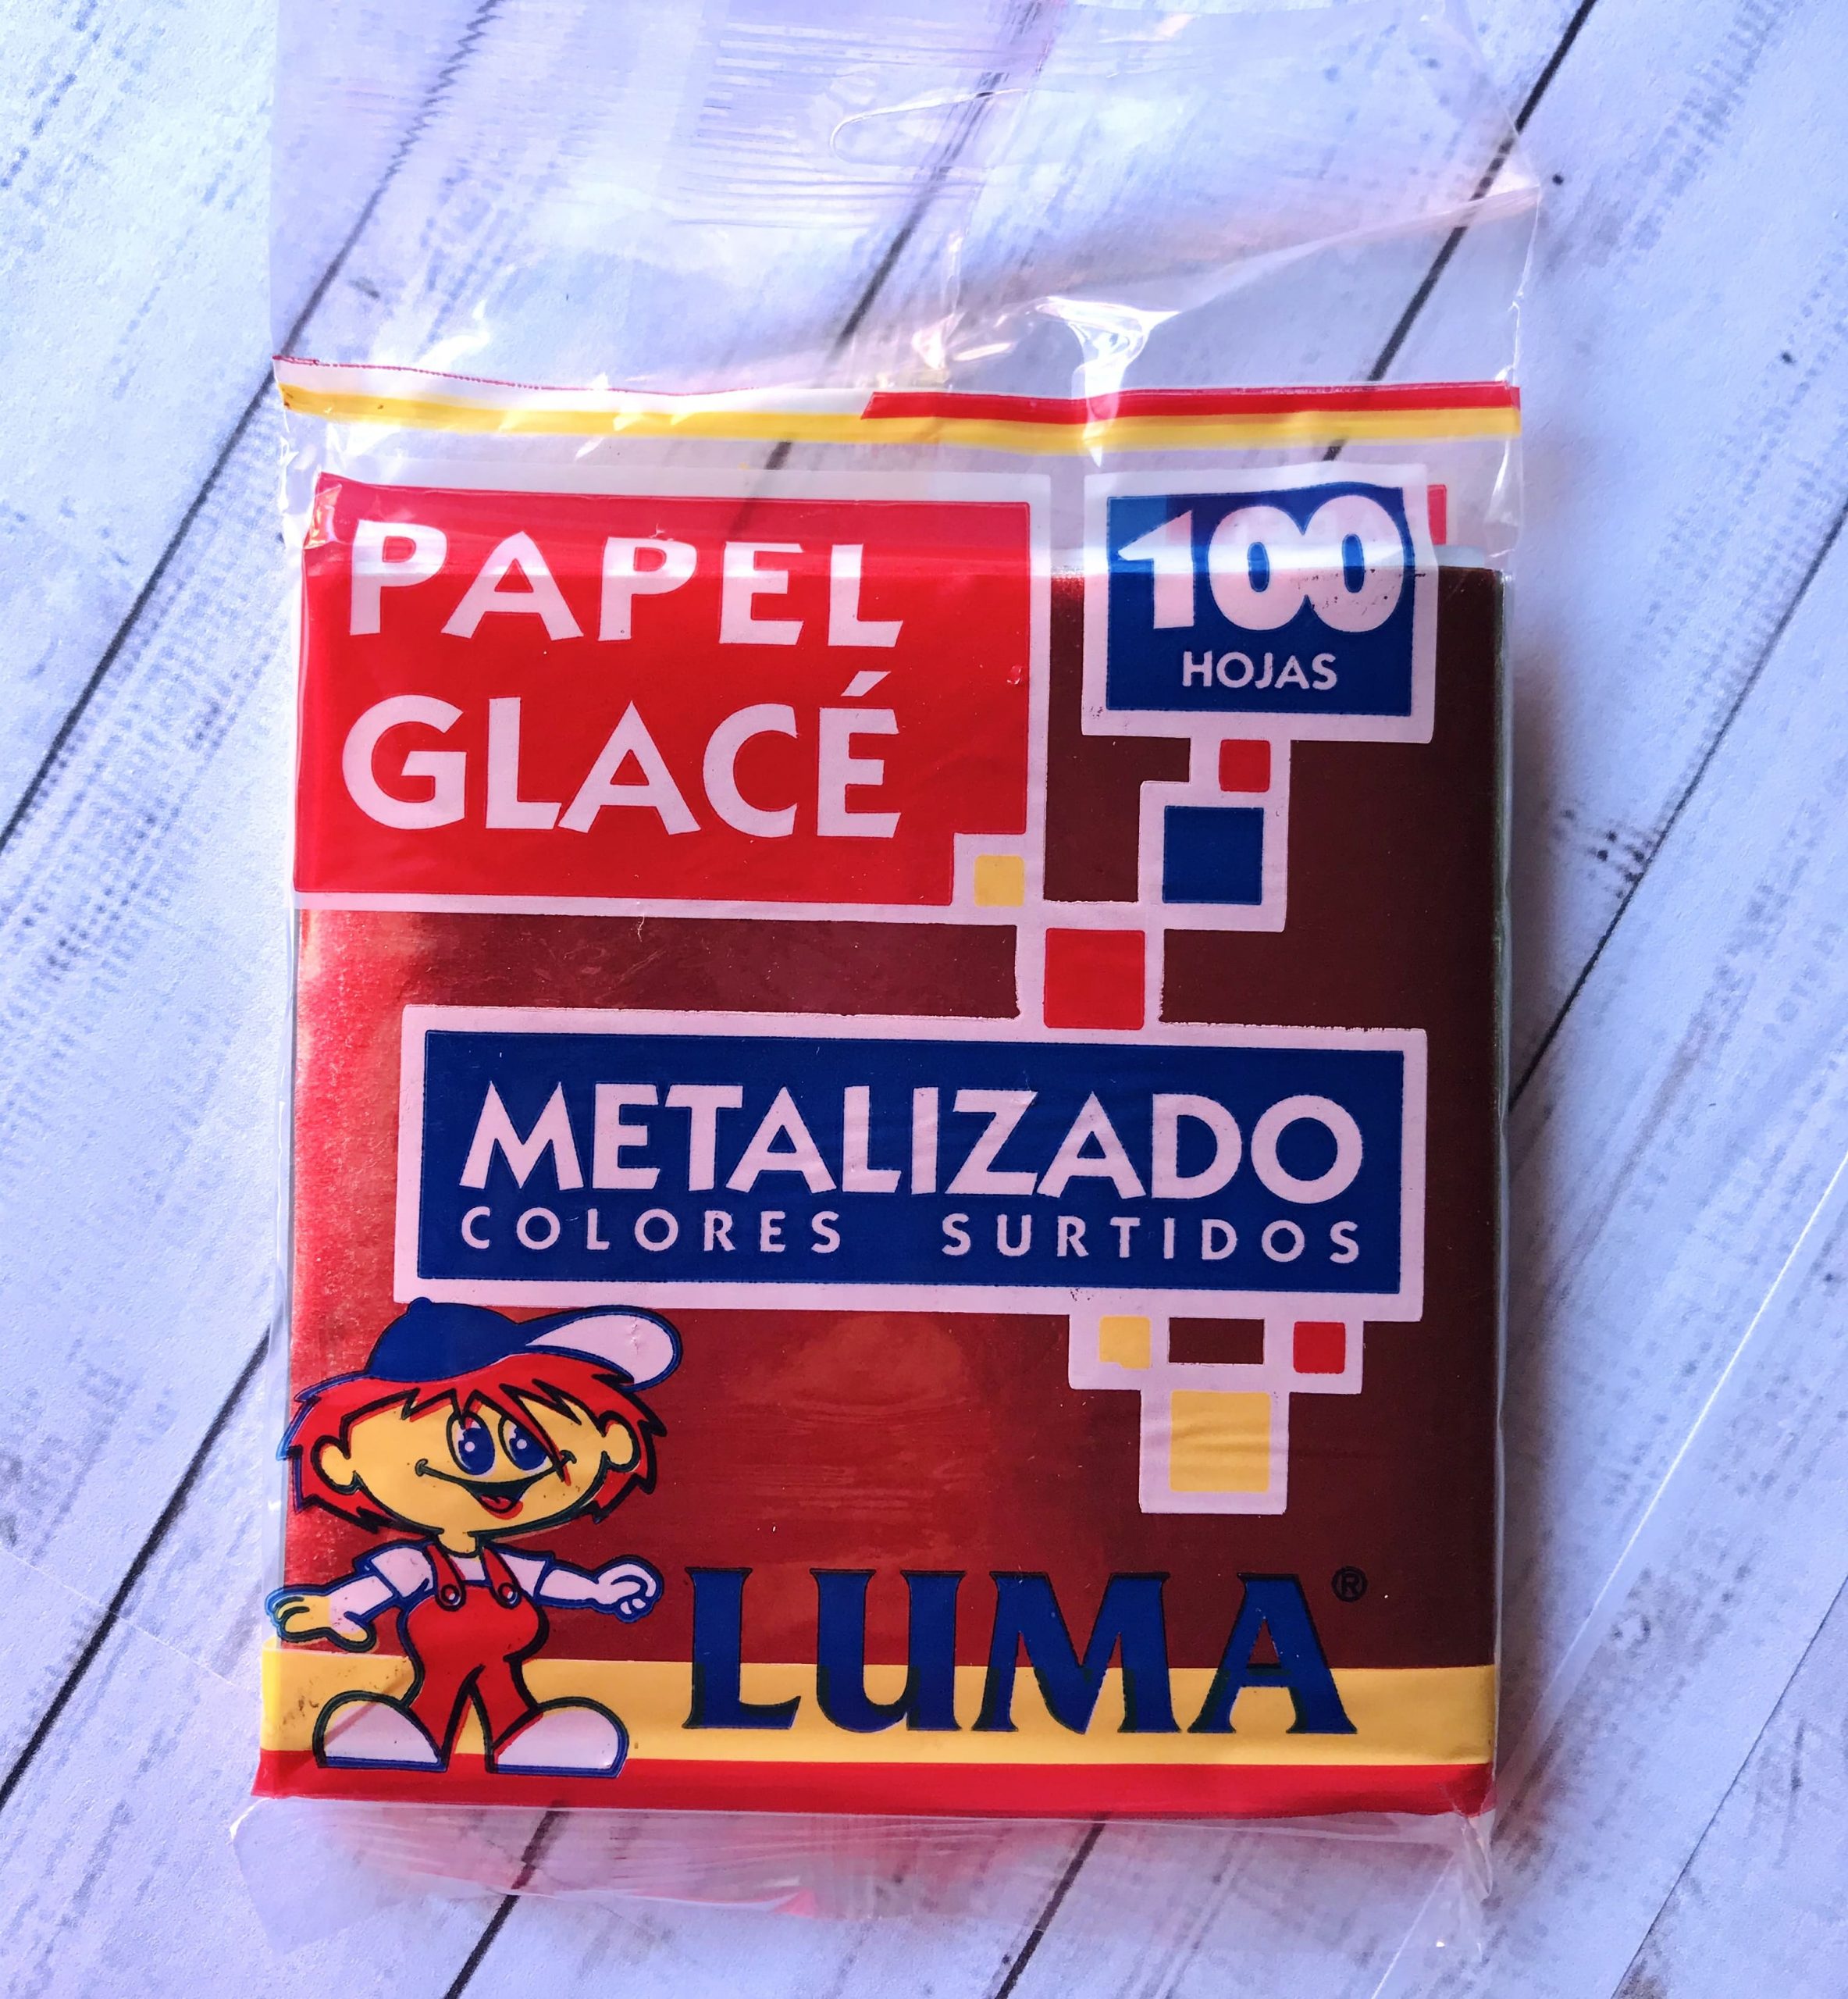 PAPEL
GLACÉ
100
HOJAS
METALIZADO
COLORES SURTIDOS
LUMA®